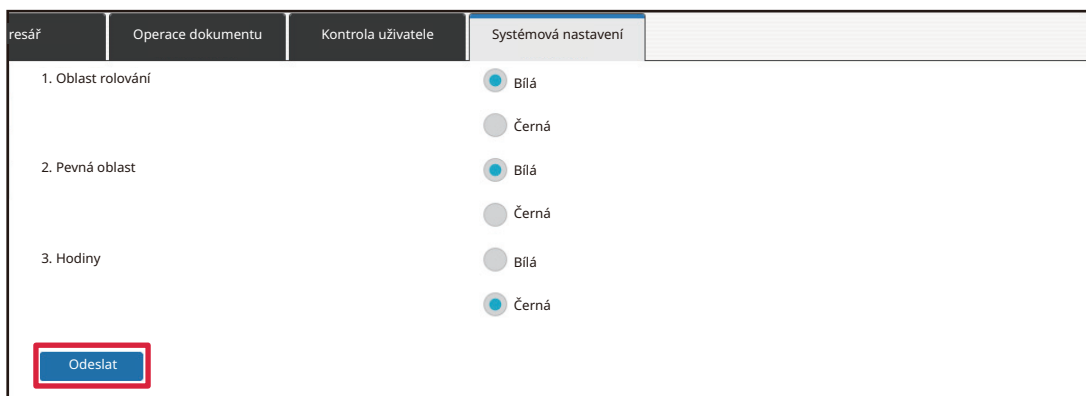 resář Operace dokumentu Kontrola uživatele Systémová nastavení
1. Oblast rolování Bílá
Černá
2. Pevná oblast Bílá
Černá
3. Hodiny Bílá
Černá
Odeslat